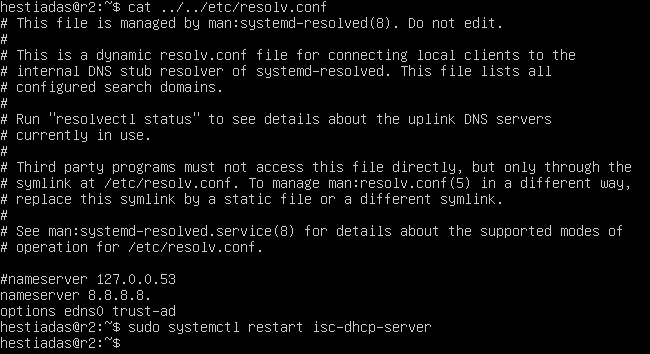 hestiadas@r2:~$ cat ../../etc/resolv.conf
# This file is managed by man:systemd-resolved(8). Do not edit.
#
# This is a dynamic resolv.conf file for connecting local clients to the
# internal DNS stub resolver of systemd-resolved. This file lists all
# configured search domains.
#
# Run "resolvectl status" to see details about the uplink DNS servers
# currently in use.
#
# Third party programs must not access this file directly, but only through the
# symlink at /etc/resolv.conf. To manage man:resolv.conf(5) in a different way,
# replace this symlink by a static file or a different symlink.
#
# See man:systemd-resolved.service(8) for details about the supported modes of
# operation for /etc/resolv.conf.

#nameserver 127.0.0.53
nameserver 8.8.8.8.
options edns0 trust-ad
hestiadas@r2:~$ sudo systemctl restart isc-dhcp-server
hestiadas@r2:~$